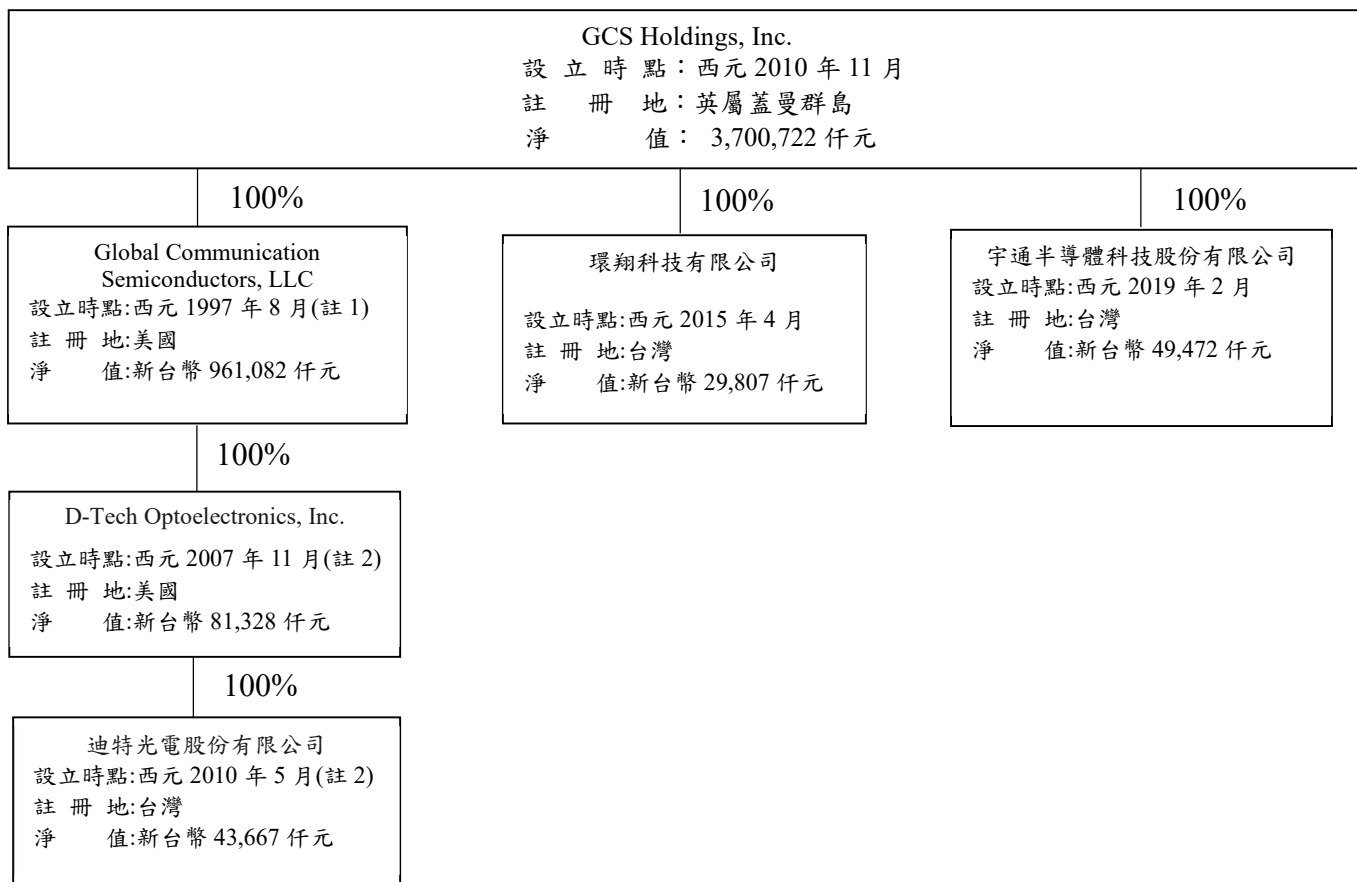 GCS Holdings, Inc.
設 立 時 點：西元 2010 年 11 月
註 冊 地：英屬蓋曼群島
淨 值： 3,700,722 仟元
100%
100%
100%
Global Communication
Semiconductors, LLC
設立時點:西元 1997 年 8 月(註 1)
註 冊 地:美國
淨 值:新台幣 961,082 仟元
環翔科技有限公司
設立時點:西元 2015 年 4 月
註 冊 地:台灣
淨 值:新台幣 29,807 仟元
宇通半導體科技股份有限公司
設立時點:西元 2019 年 2 月
註 冊 地:台灣
淨 值:新台幣 49,472 仟元
100%
D-Tech Optoelectronics, Inc.
設立時點:西元 2007 年 11 月(註 2)
註 冊 地:美國
淨 值:新台幣 81,328 仟元
100%
迪特光電股份有限公司
設立時點:西元 2010 年 5 月(註 2)
註 冊 地:台灣
淨 值:新台幣 43,667 仟元